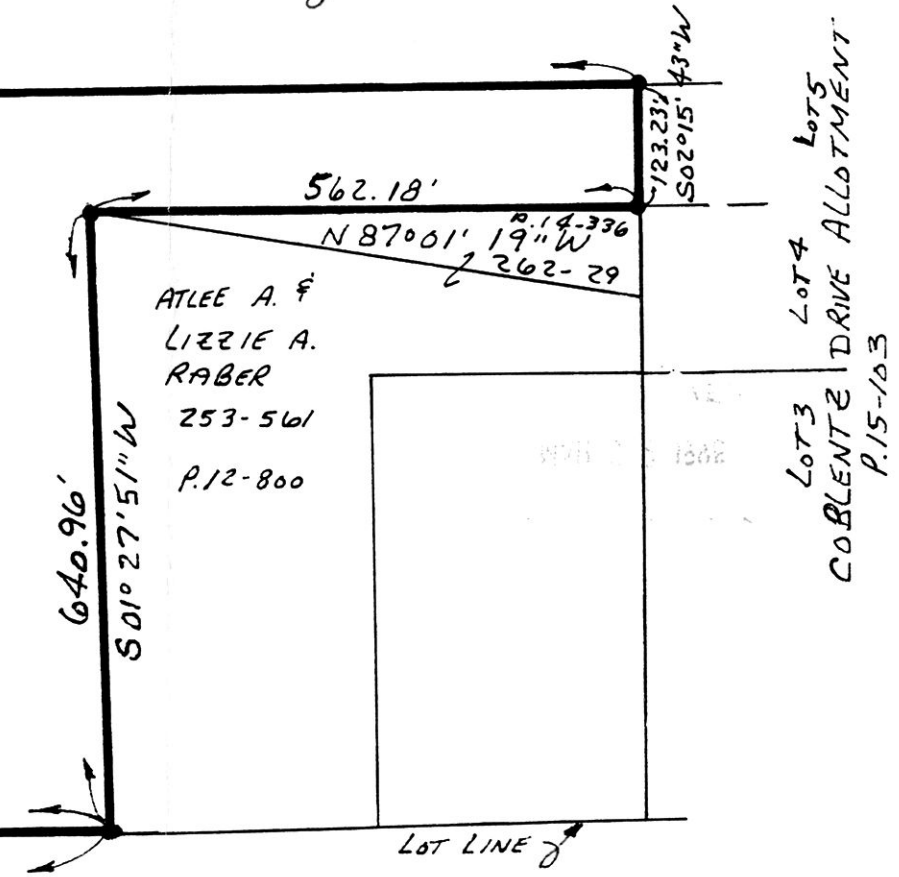 123.23'
S02°15'43"W
562.18'
P.14-336
N 87°01'19"W
262-29
ATLEE A. &
LIZZIE A.
RABER
253-561
P.12-800
640.96'
S01°27'51"W
LOT 3 LOT 4 LOT 5
COBLENTZ DRIVE ALLOTMENT
P.15-103
LOT LINE